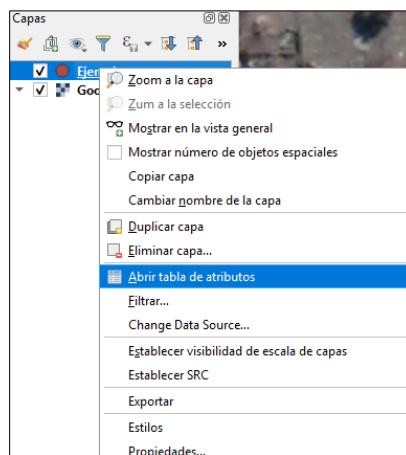 Capas
»
Zoom a la capa
Zum a la selección
Mostrar en la vista general
Mostrar número de objetos espaciales
Copiar capa
Cambiar nombre de la capa
Duplicar capa
Eliminar capa...
Abrir tabla de atributos
Filtrar...
Change Data Source...
Establecer visibilidad de escala de capas
Establecer SRC
Exportar
Estilos
Propiedades...